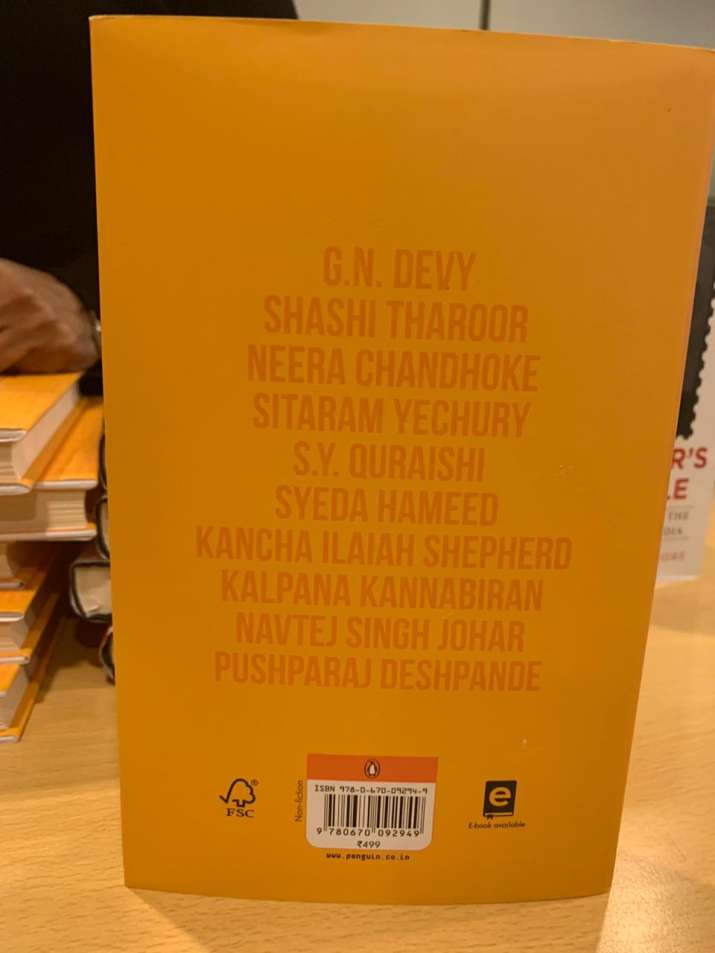 G.N. DEVY
SHASHI THAROOR
NEERA CHANDHOKE
SITARAM YECHURY
S.Y. QURAISHI
SYEDA HAMEED
KANCHA ILAIAH SHEPHERD
KALPANA KANNABIRAN
NAVTEJ SINGH JOHAR
PUSHPARAJ DESHPANDE
FSC®
Non-fiction
ISBN 978-0-670-09294-9
9 780670 092949
₹499
www.penguin.co.in
e
E-book available
R'S
LE
THE